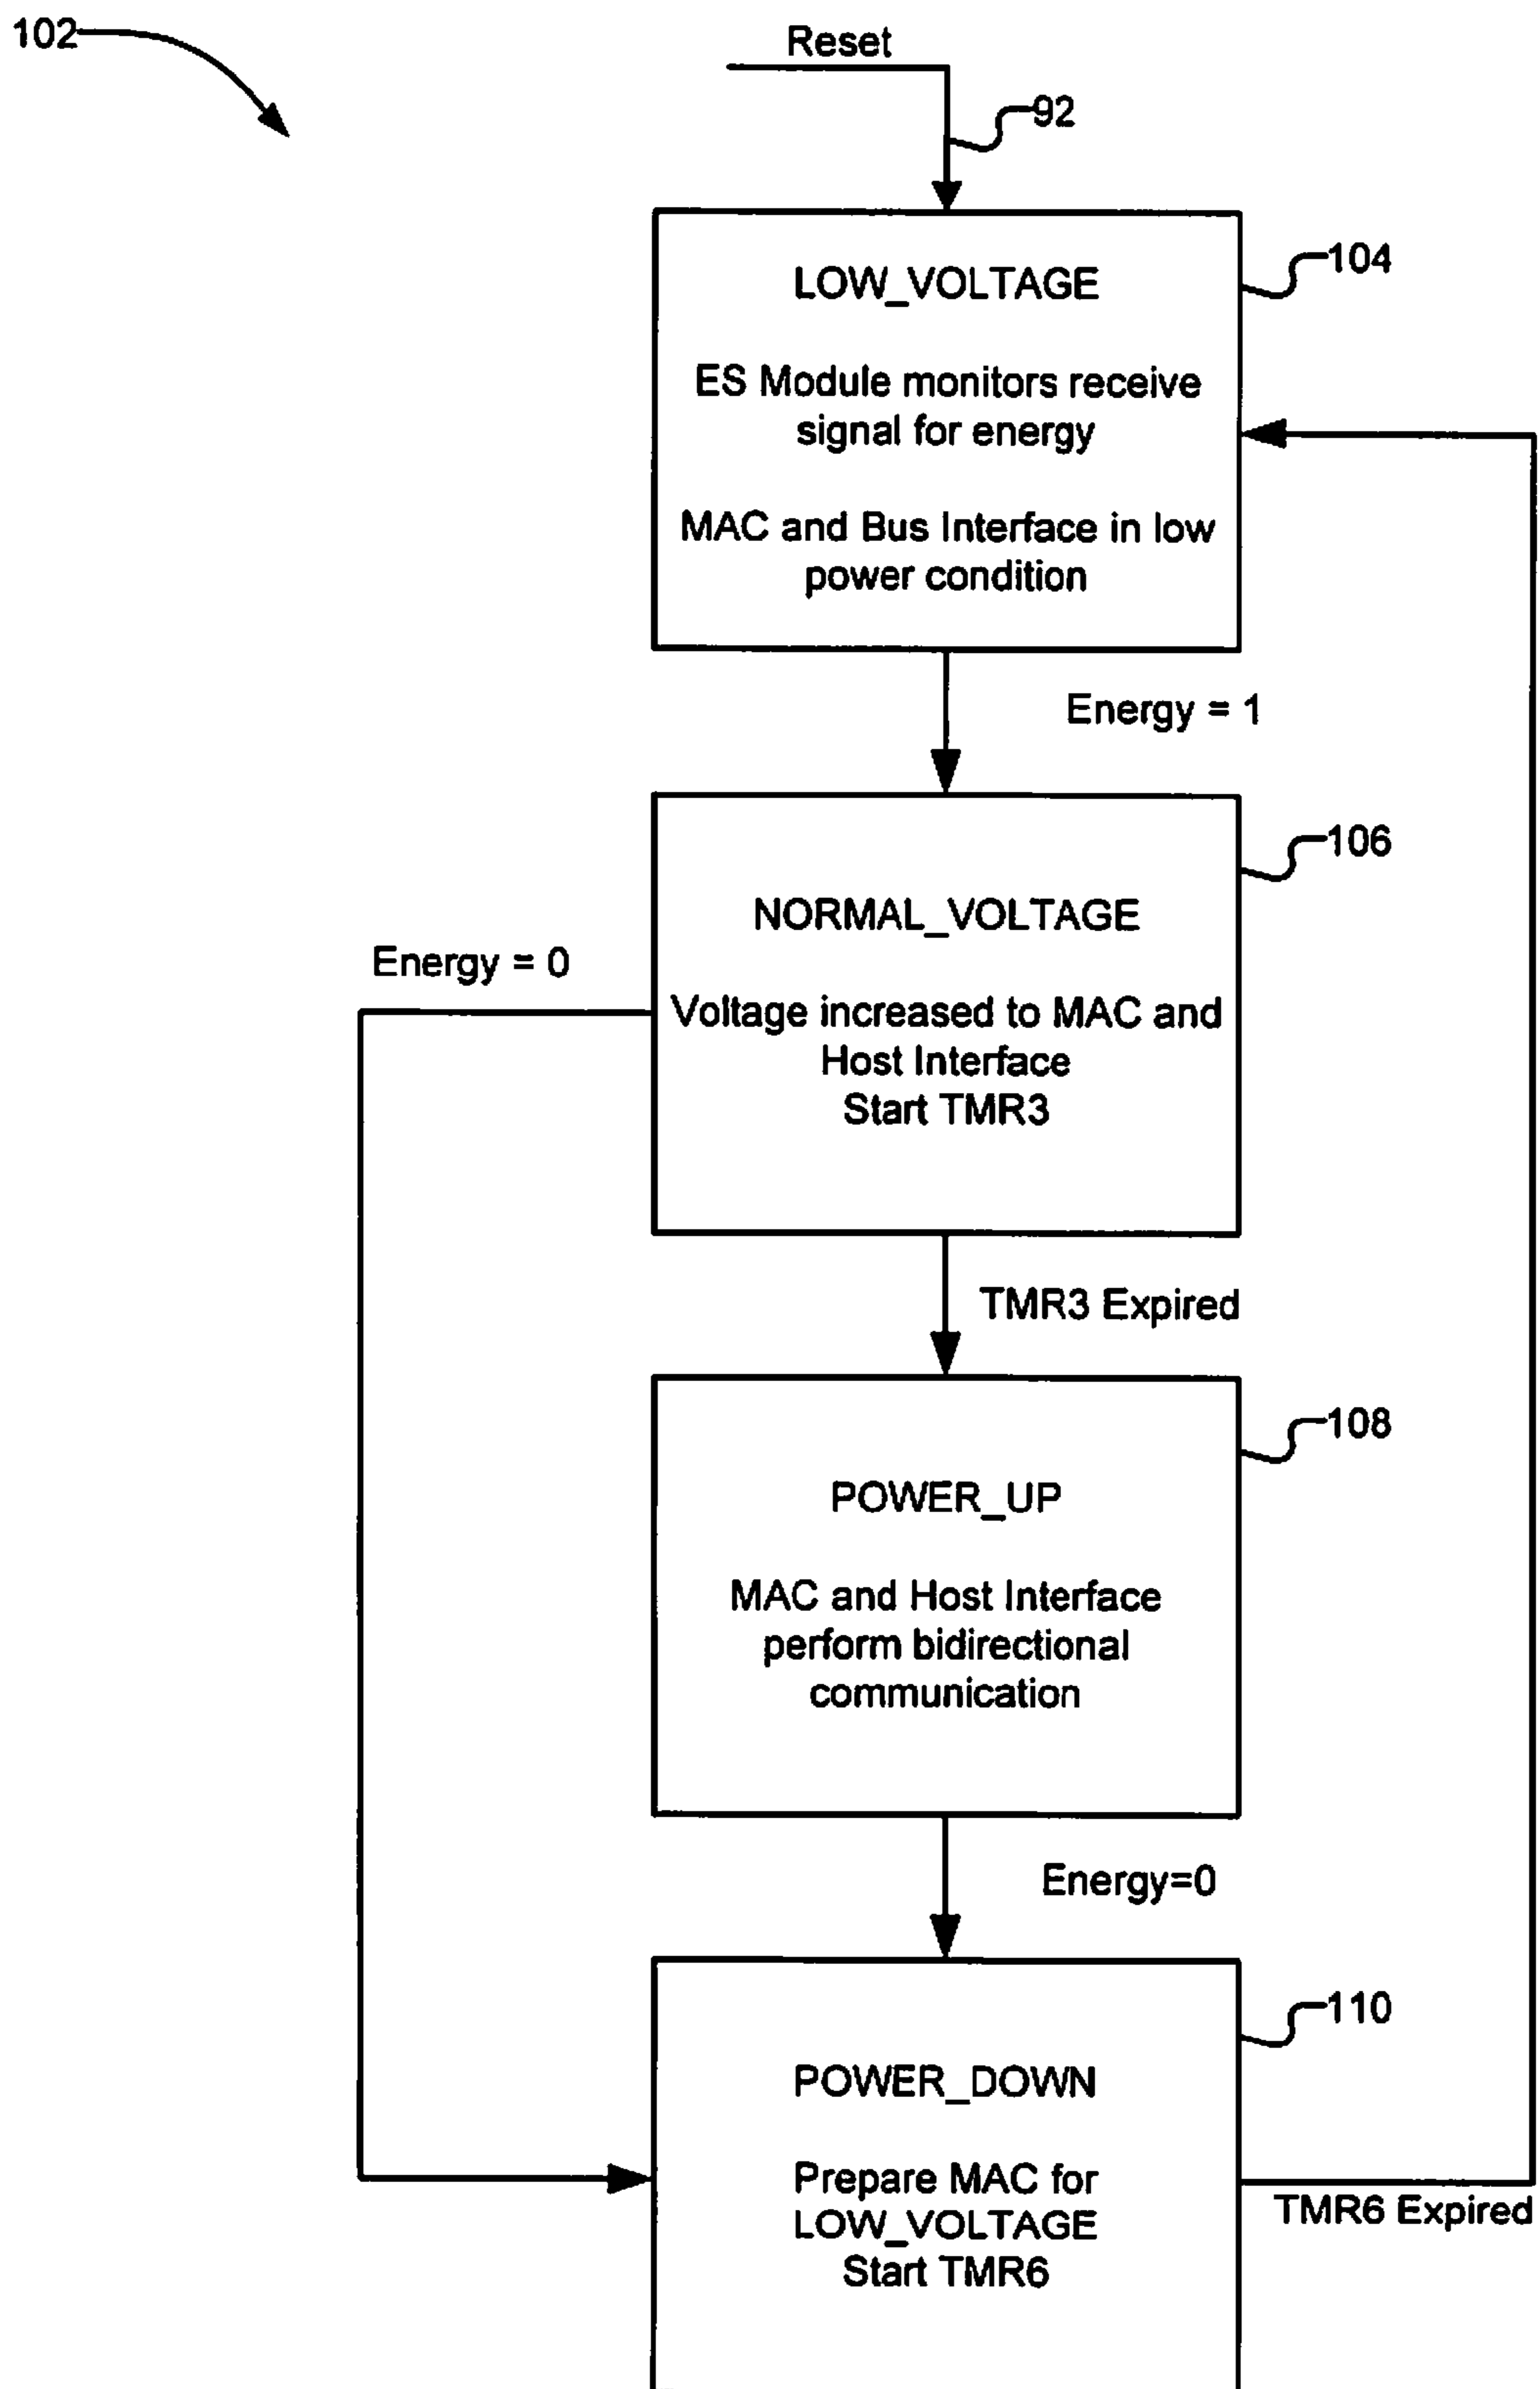 102
Reset
92
LOW_VOLTAGE
104
ES Module monitors receive
signal for energy
MAC and Bus Interface in low
power condition
Energy = 1
106
NORMAL_VOLTAGE
Energy = 0
Voltage increased to MAC and
Host Interface
Start TMR3
TMR3 Expired
108
POWER_UP
MAC and Host Interface
perform bidirectional
communication
Energy=0
110
POWER_DOWN
Prepare MAC for
LOW_VOLTAGE
Start TMR6
TMR6 Expired